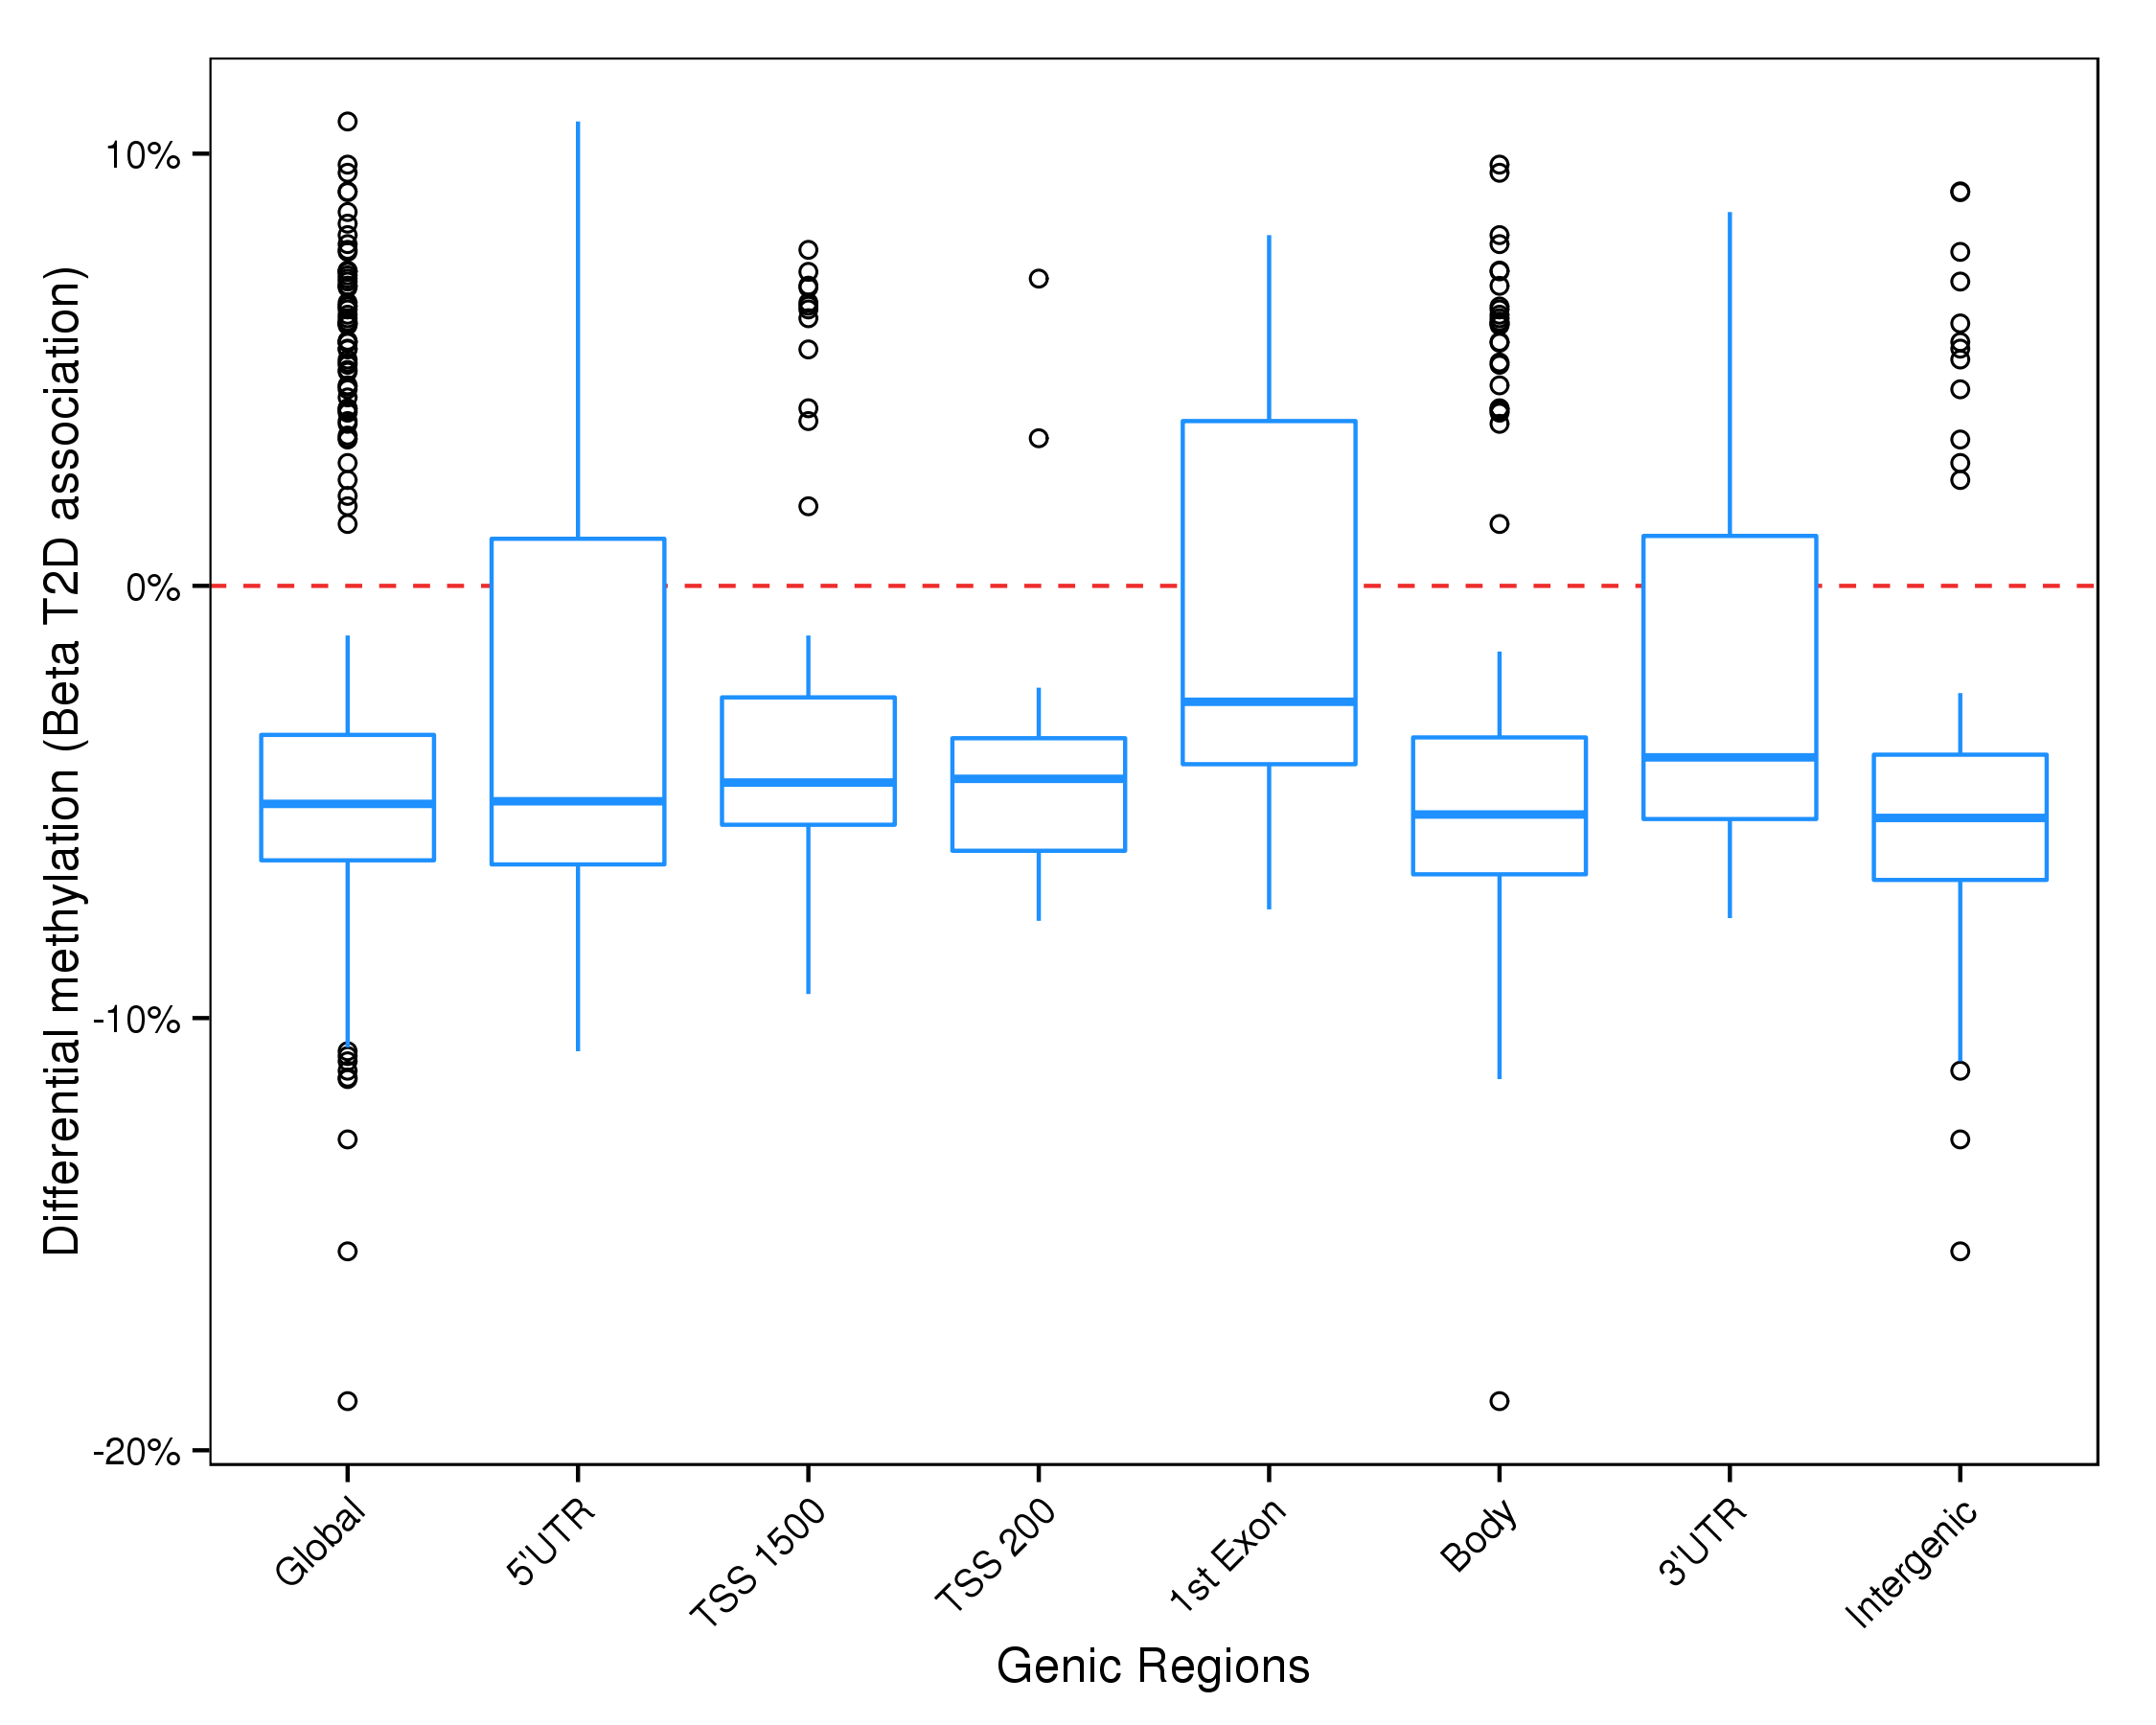 Differential methylation (Beta T2D association)
10%
0%
-10%
-20%
Global
5"UTR
TSS 1500
TSS 200
1st Exon
Body
3"UTR
Intergenic
Genic Regions